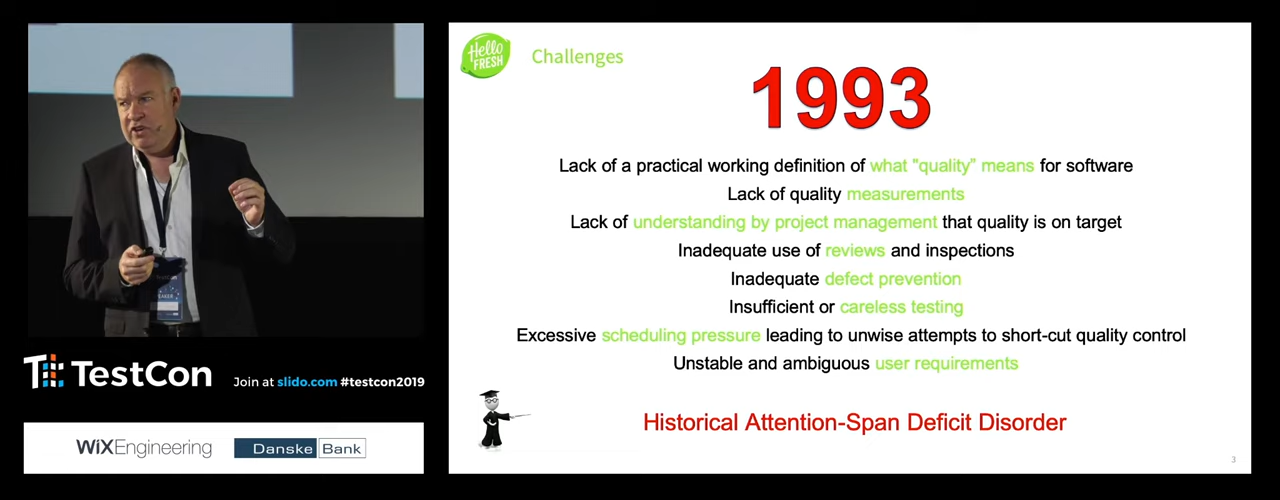 TestCon
SPEAKER
TestCon
Join at slido.com #testcon2019
WiXEngineering
Danske Bank
Hello
FRESH
Challenges
1993
Lack of a practical working definition of what "quality” means for software
Lack of quality measurements
Lack of understanding by project management that quality is on target
Inadequate use of reviews and inspections
Inadequate defect prevention
Insufficient or careless testing
Excessive scheduling pressure leading to unwise attempts to short-cut quality control
Unstable and ambiguous user requirements
Historical Attention-Span Deficit Disorder
3